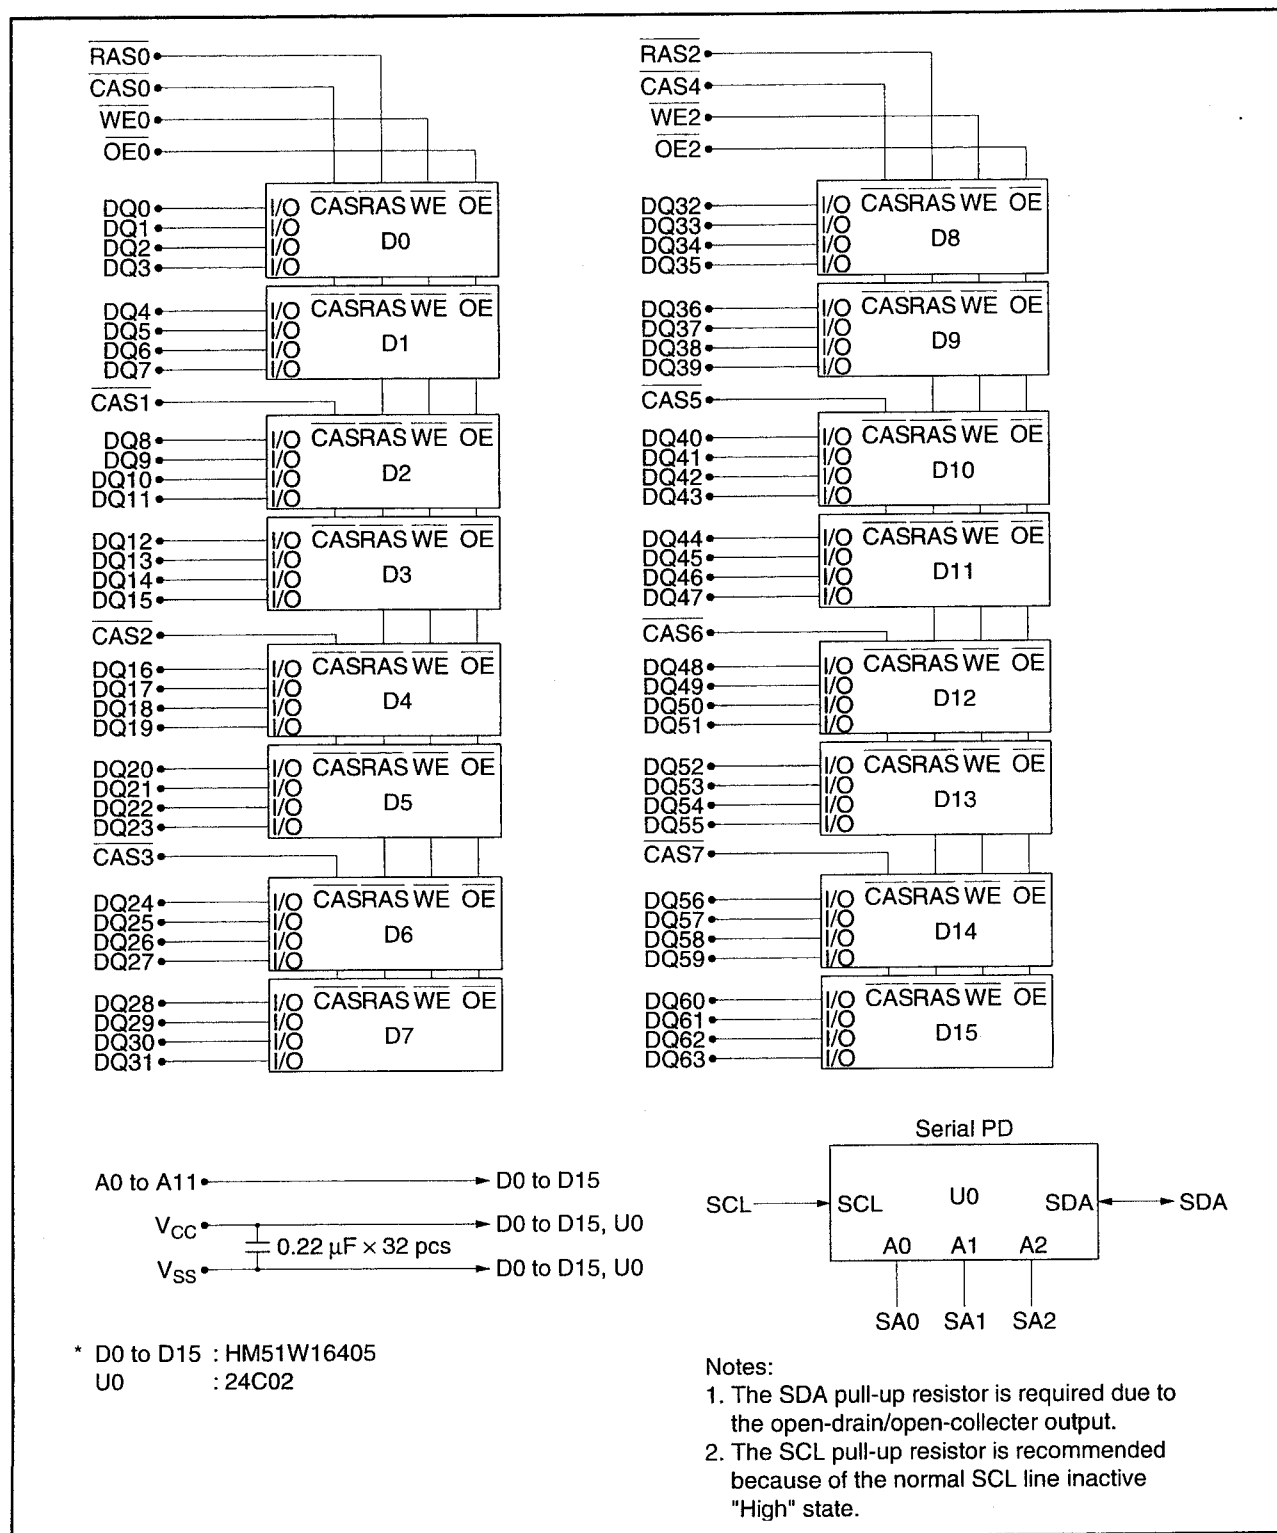 RAS0
CAS0
WE0
OE0
DQ0 I/O CAS RAS WE OE
DQ1 I/O D0
DQ2 I/O
DQ3 I/O
DQ4 I/O CAS RAS WE OE
DQ5 I/O D1
DQ6 I/O
DQ7 I/O
CAS1
DQ8 I/O CAS RAS WE OE
DQ9 I/O D2
DQ10 I/O
DQ11 I/O
DQ12 I/O CAS RAS WE OE
DQ13 I/O D3
DQ14 I/O
DQ15 I/O
CAS2
DQ16 I/O CAS RAS WE OE
DQ17 I/O D4
DQ18 I/O
DQ19 I/O
DQ20 I/O CAS RAS WE OE
DQ21 I/O D5
DQ22 I/O
DQ23 I/O
CAS3
DQ24 I/O CAS RAS WE OE
DQ25 I/O D6
DQ26 I/O
DQ27 I/O
DQ28 I/O CAS RAS WE OE
DQ29 I/O D7
DQ30 I/O
DQ31 I/O
RAS2
CAS4
WE2
OE2
DQ32 I/O CAS RAS WE OE
DQ33 I/O D8
DQ34 I/O
DQ35 I/O
DQ36 I/O CAS RAS WE OE
DQ37 I/O D9
DQ38 I/O
DQ39 I/O
CAS5
DQ40 I/O CAS RAS WE OE
DQ41 I/O D10
DQ42 I/O
DQ43 I/O
DQ44 I/O CAS RAS WE OE
DQ45 I/O D11
DQ46 I/O
DQ47 I/O
CAS6
DQ48 I/O CAS RAS WE OE
DQ49 I/O D12
DQ50 I/O
DQ51 I/O
DQ52 I/O CAS RAS WE OE
DQ53 I/O D13
DQ54 I/O
DQ55 I/O
CAS7
DQ56 I/O CAS RAS WE OE
DQ57 I/O D14
DQ58 I/O
DQ59 I/O
DQ60 I/O CAS RAS WE OE
DQ61 I/O D15
DQ62 I/O
DQ63 I/O
A0 to A11 D0 to D15
VCC D0 to D15, U0
0.22 µF × 32 pcs
VSS D0 to D15, U0
* D0 to D15 : HM51W16405
U0 : 24C02
Serial PD
SCL SCL U0 SDA SDA
A0 A1 A2
SA0 SA1 SA2
Notes:
1. The SDA pull-up resistor is required due to
the open-drain/open-collecter output.
2. The SCL pull-up resistor is recommended
because of the normal SCL line inactive
"High" state.